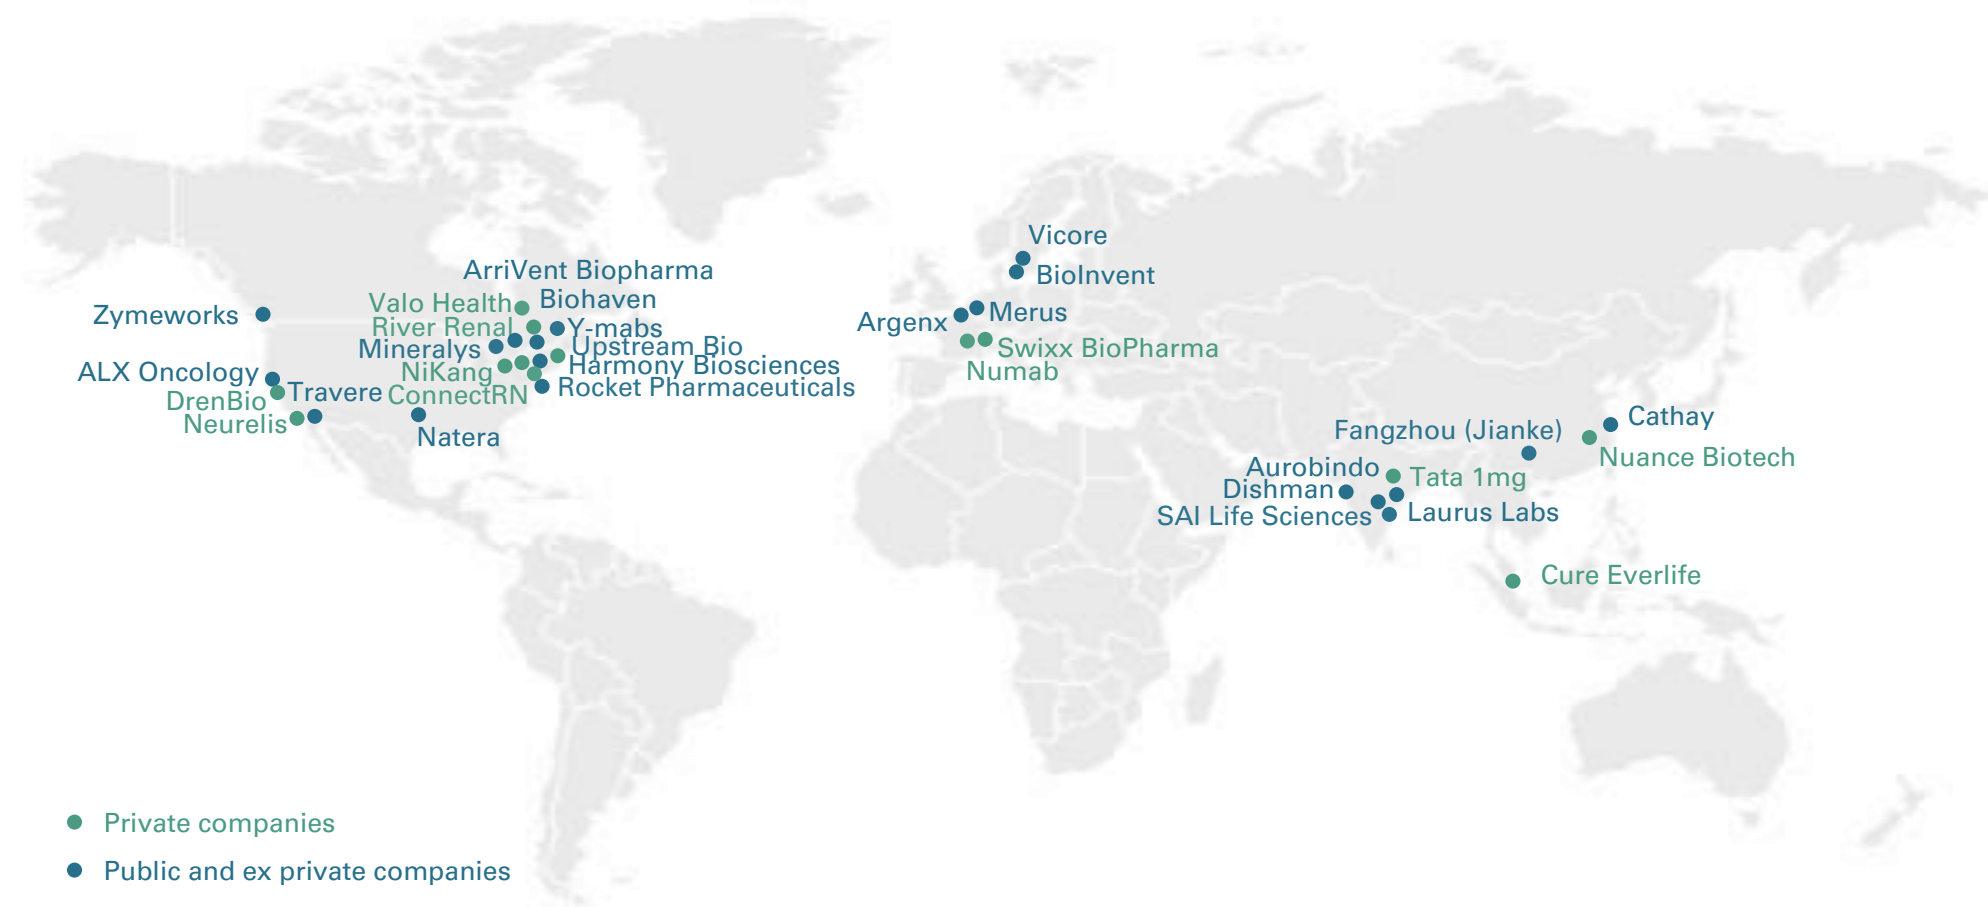 Vicore
BioInvent
ArriVent Biopharma
Valo Health
Biohaven
Zymeworks
River Renal
Y-mabs
Argenx
Merus
Mineralys
Upstream Bio
Swixx BioPharma
ALX Oncology
NiKang
Harmony Biosciences
Numab
DrenBio
Travere
ConnectRN
Rocket Pharmaceuticals
Neurelis
Natera
Fangzhou (Jianke)
Cathay
Nuance Biotech
Aurobindo
Tata 1mg
Dishman
SAI Life Sciences
Laurus Labs
Cure Everlife
Private companies
Public and ex private companies